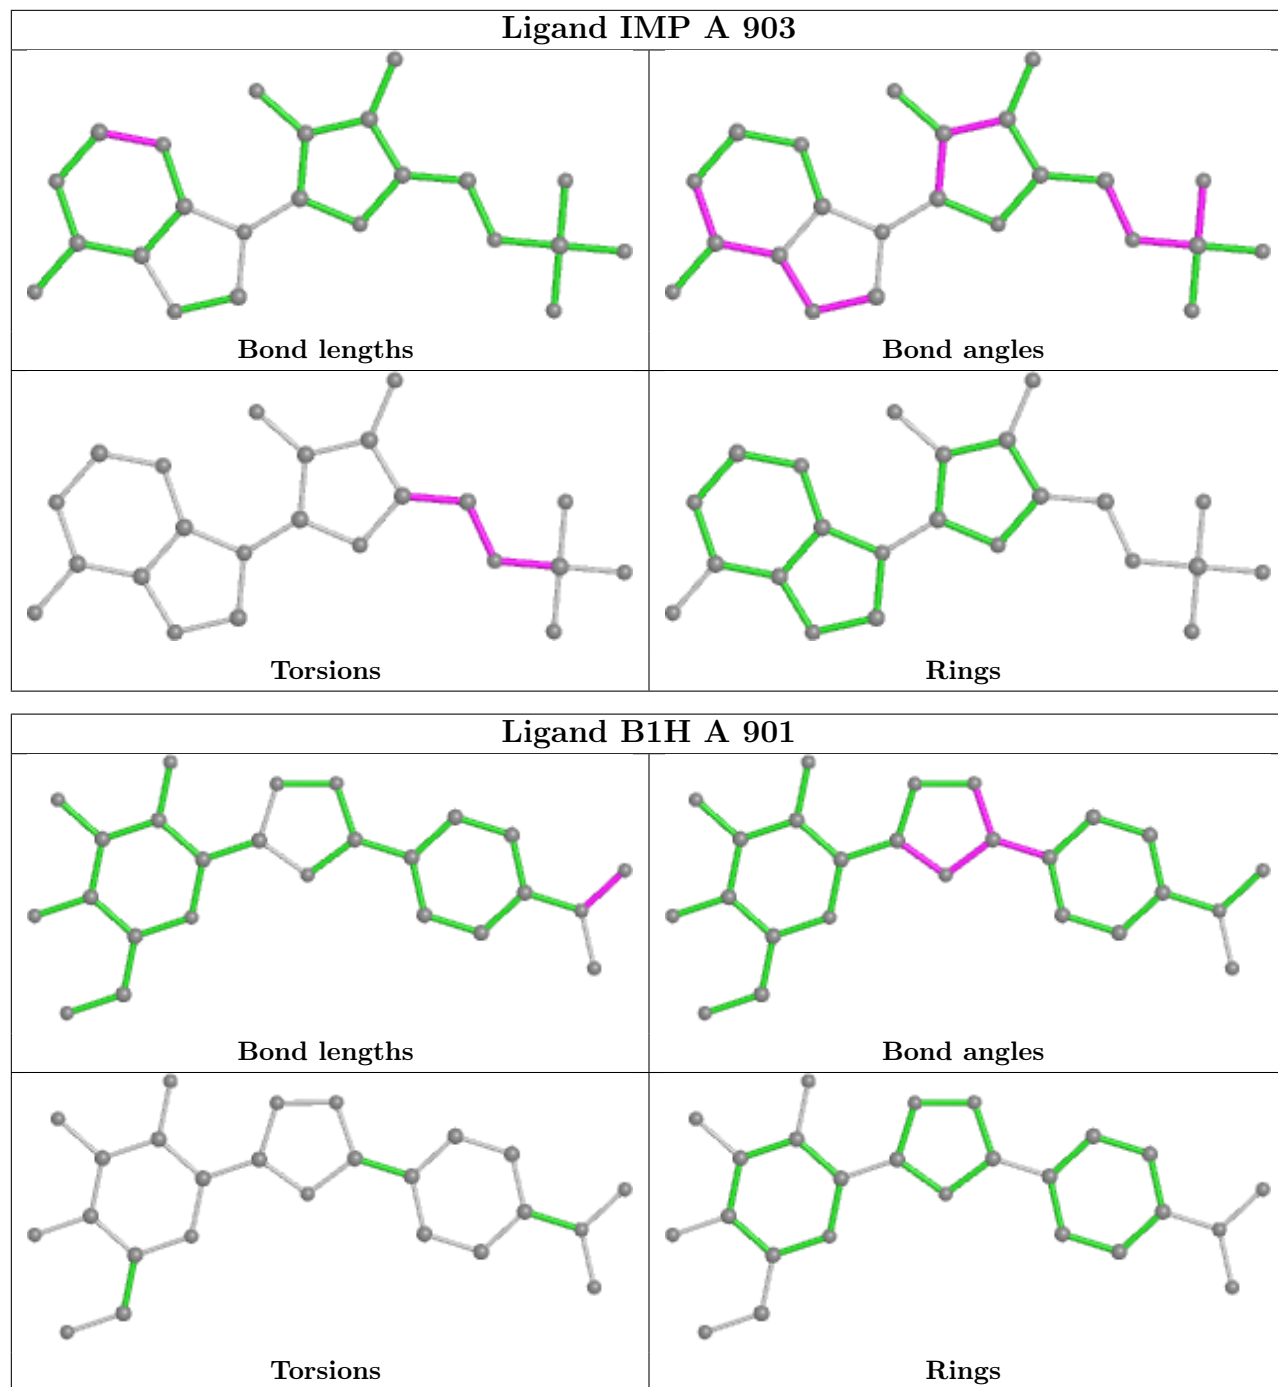 Ligand IMP A 903
Bond lengths
Bond angles
Torsions
Rings
Ligand B1H A 901
Bond lengths
Bond angles
Torsions
Rings